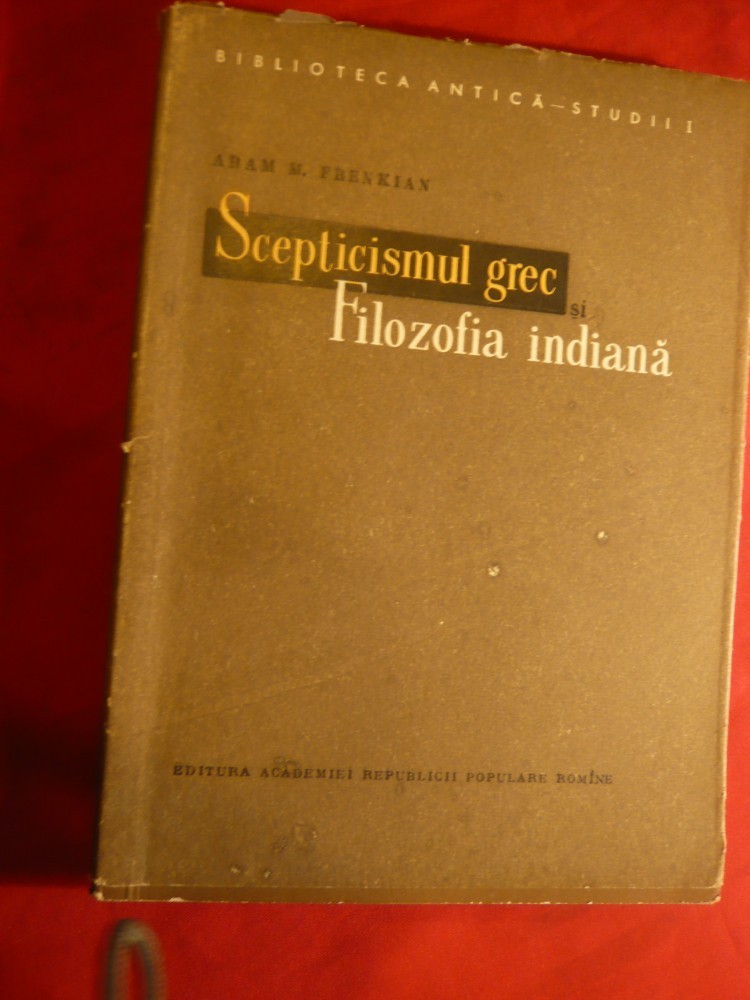 BIBLIOTECA ANTICĂ—STUDII I
ARAM M. FRENKIAN
Scepticismul grec
și
Filozofia indiană
EDITURA ACADEMIEI REPUBLICII POPULARE ROMÎNE